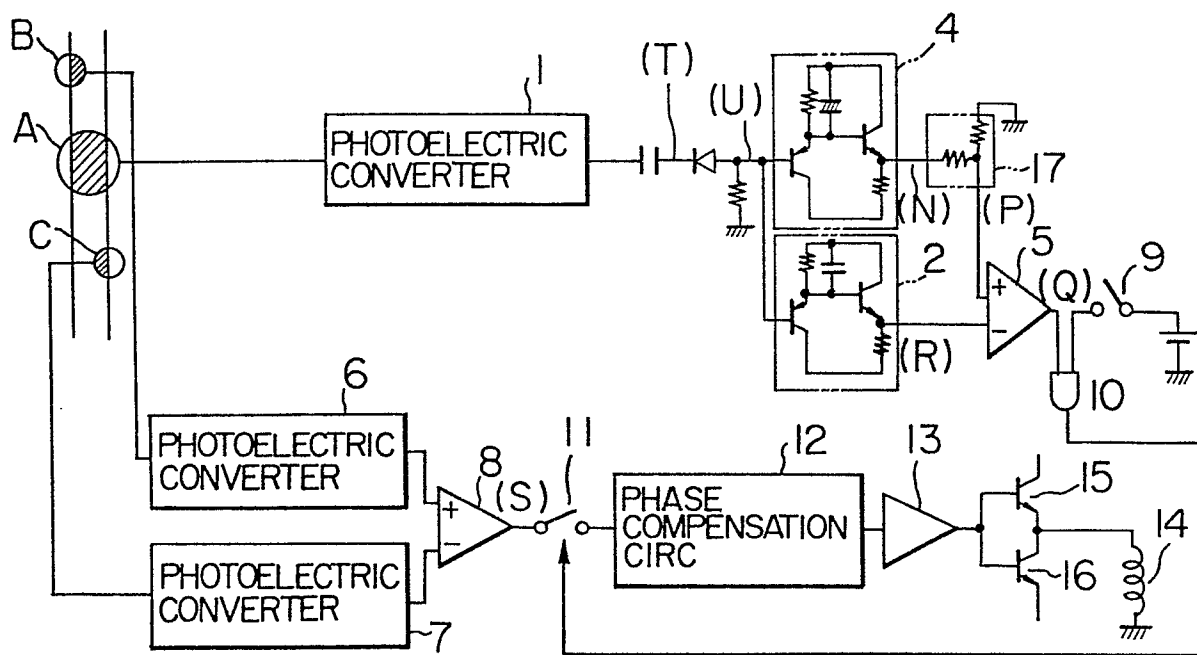 B
4
(T)
1
(U)
A
PHOTOELECTRIC
CONVERTER
17
(N)
(P)
C
2
5
(Q)
9
(R)
+
−
10
6
PHOTOELECTRIC
CONVERTER
11
12
13
8
(S)
15
+
−
PHASE
COMPENSATION
CIRC
14
PHOTOELECTRIC
CONVERTER
16
7